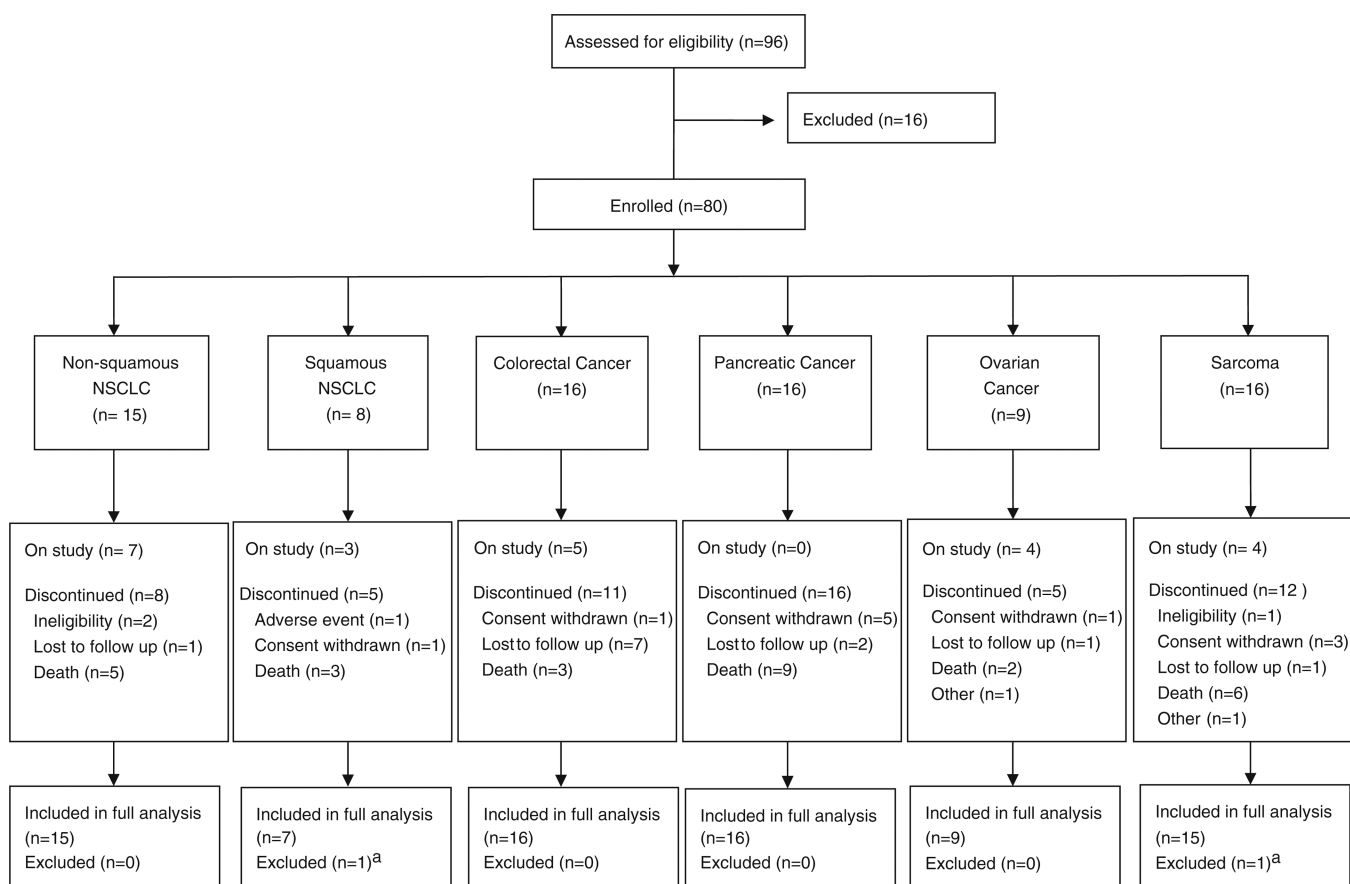 Assessed for eligibility (n=96)
Excluded (n=16)
Enrolled (n=80)
Non-squamous
NSCLC
(n= 15)
Squamous
NSCLC
(n= 8)
Colorectal Cancer
(n=16)
Pancreatic Cancer
(n=16)
Ovarian
Cancer
(n=9)
Sarcoma
(n=16)
On study (n= 7)
Discontinued (n=8)
Ineligibility (n=2)
Lost to follow up (n=1)
Death (n=5)
On study (n=3)
Discontinued (n=5)
Adverse event (n=1)
Consent withdrawn (n=1)
Death (n=3)
On study (n=5)
Discontinued (n=11)
Consent withdrawn (n=1)
Lost to follow up (n=7)
Death (n=3)
On study (n=0)
Discontinued (n=16)
Consent withdrawn (n=5)
Lost to follow up (n=2)
Death (n=9)
On study (n= 4)
Discontinued (n=5)
Consent withdrawn (n=1)
Lost to follow up (n=1)
Death (n=2)
Other (n=1)
On study (n= 4)
Discontinued (n=12 )
Ineligibility (n=1)
Consent withdrawn (n=3)
Lost to follow up (n=1)
Death (n=6)
Other (n=1)
Included in full analysis
(n=15)
Excluded (n=0)
Included in full analysis
(n=7)
Excluded (n=1)a
Included in full analysis
(n=16)
Excluded (n=0)
Included in full analysis
(n=16)
Excluded (n=0)
Included in full analysis
(n=9)
Excluded (n=0)
Included in full analysis
(n=15)
Excluded (n=1)a